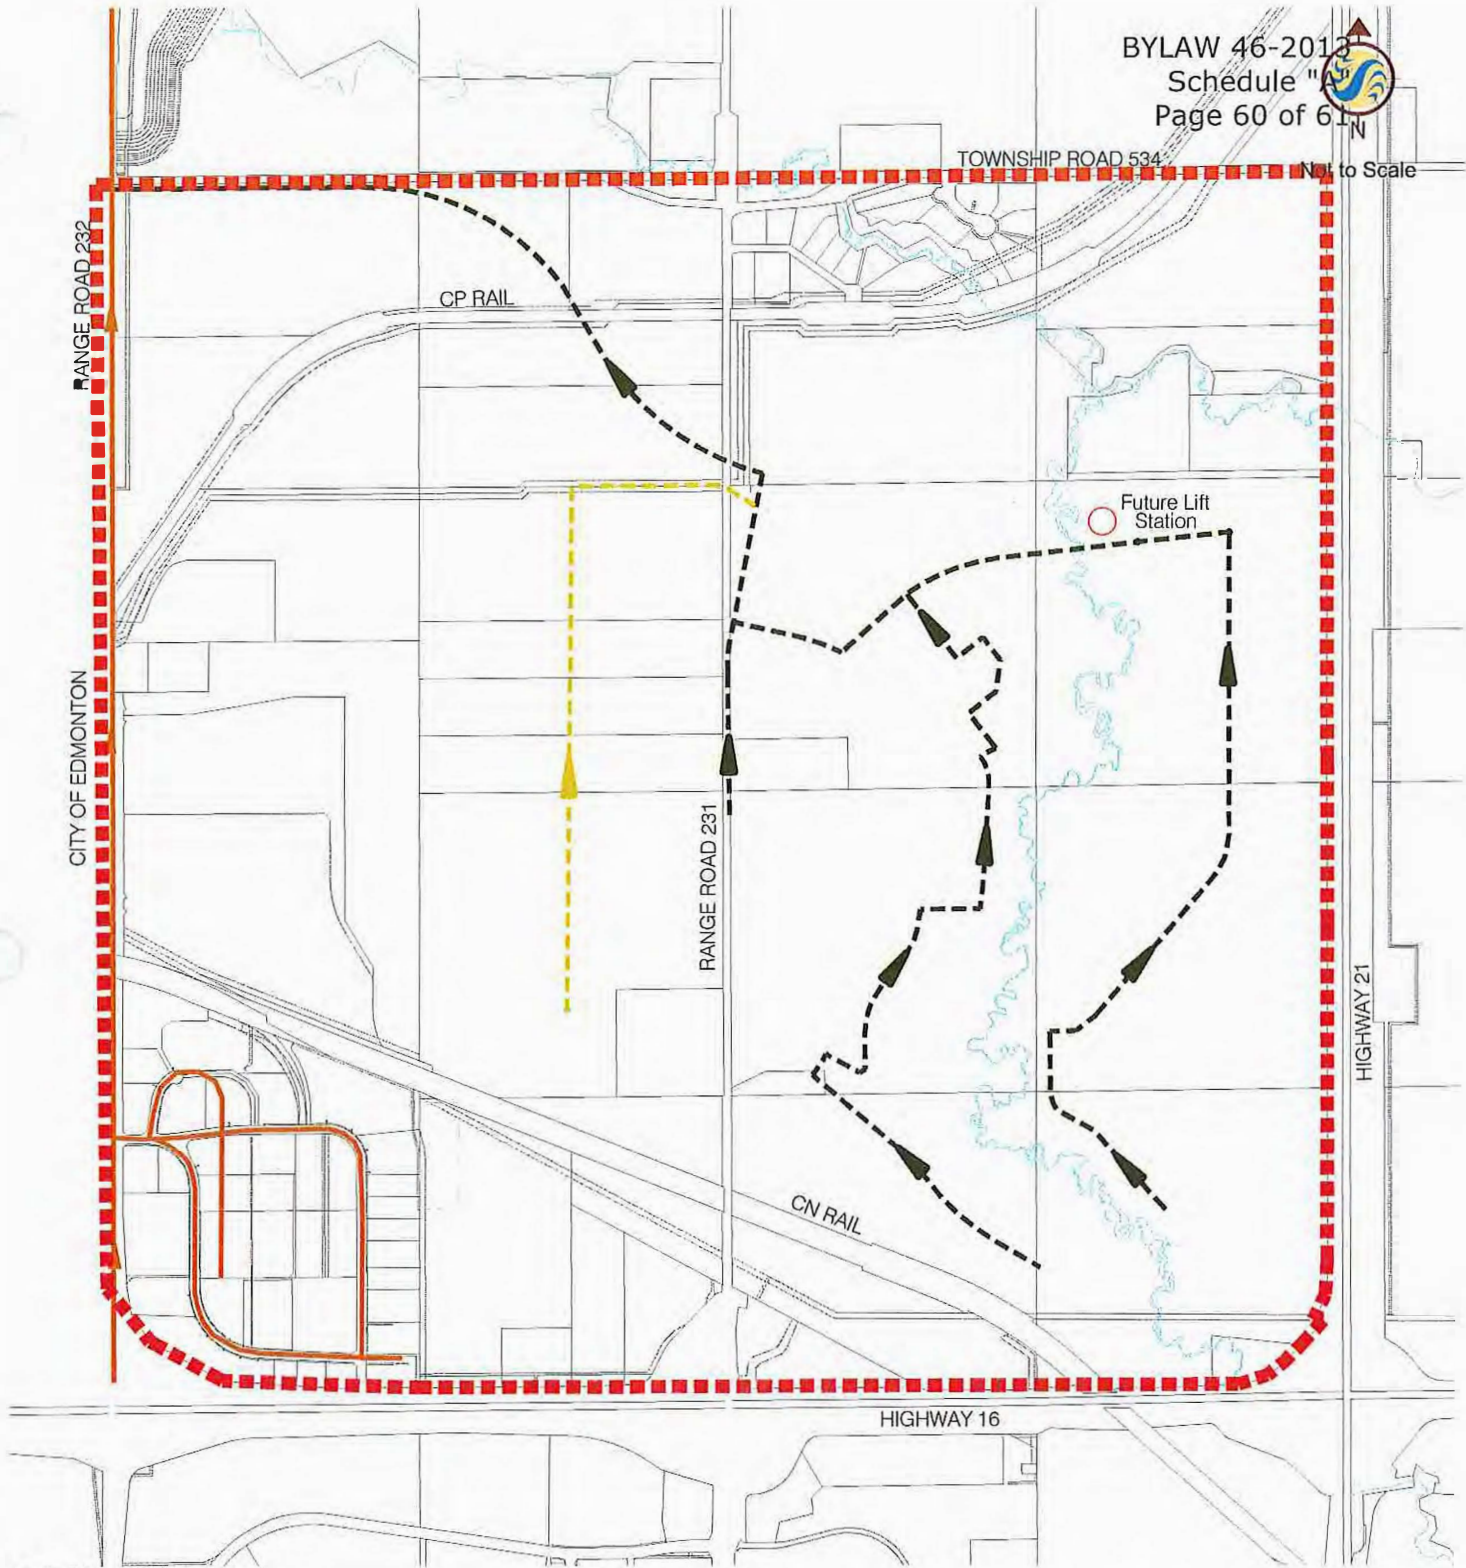 BYLAW 46-2013
Schedule "A"
Page 60 of 61
N
Not to Scale
TOWNSHIP ROAD 534
RANGE ROAD 232
CP RAIL
Future Lift
Station
CITY OF EDMONTON
RANGE ROAD 231
HIGHWAY 21
CN RAIL
HIGHWAY 16